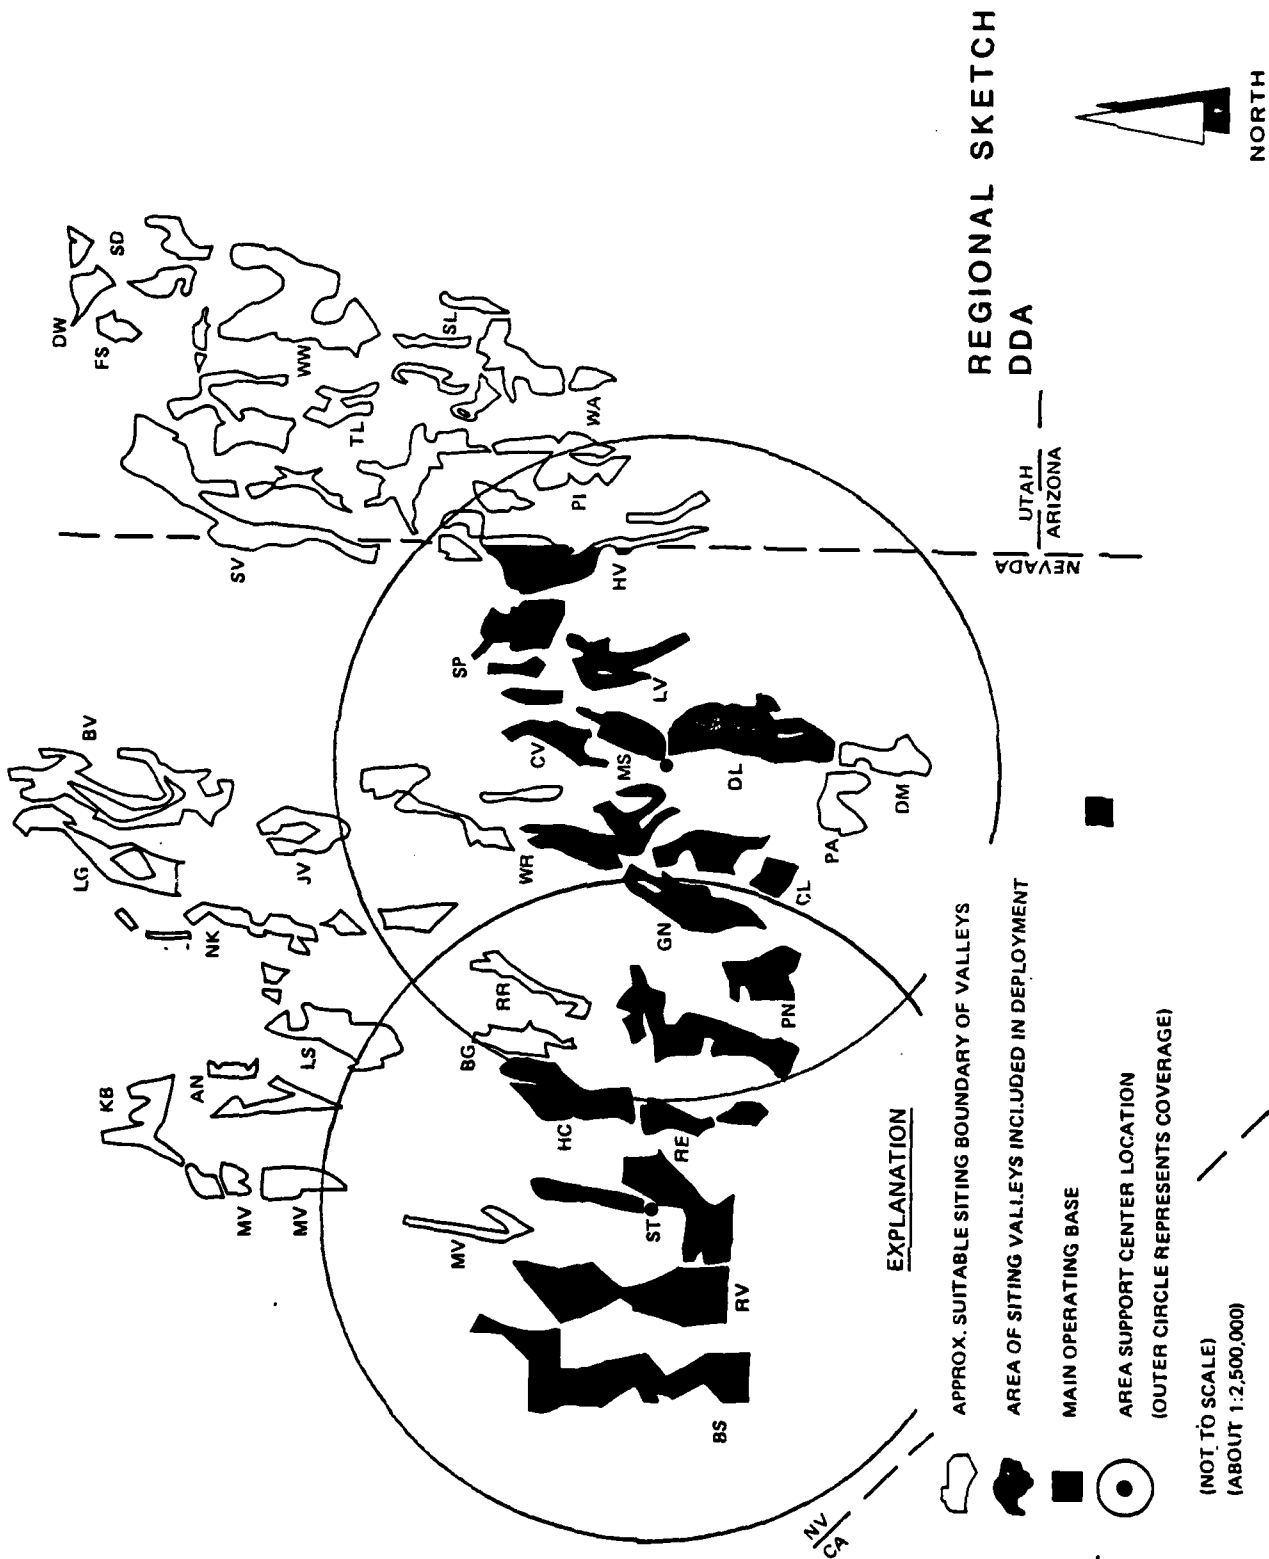 DW
SD
FS
BV
WW
SL
LG
TL
WA
SV
JV
PI
NK
KB
AN
LS
HV
SP
WR
CV
LV
MS
MV
MV
RR
BG
DL
GN
CL
PA
DM
HC
RE
PN
MV
ST
RV
BS
REGIONAL SKETCH
DDA
NORTH
UTAH
ARIZONA
NEVADA
NV
CA
EXPLANATION
APPROX. SUITABLE SITING BOUNDARY OF VALLEYS
AREA OF SITING VALLEYS INCLUDED IN DEPLOYMENT
MAIN OPERATING BASE
AREA SUPPORT CENTER LOCATION
(OUTER CIRCLE REPRESENTS COVERAGE)
(NOT TO SCALE)
(ABOUT 1:2,500,000)